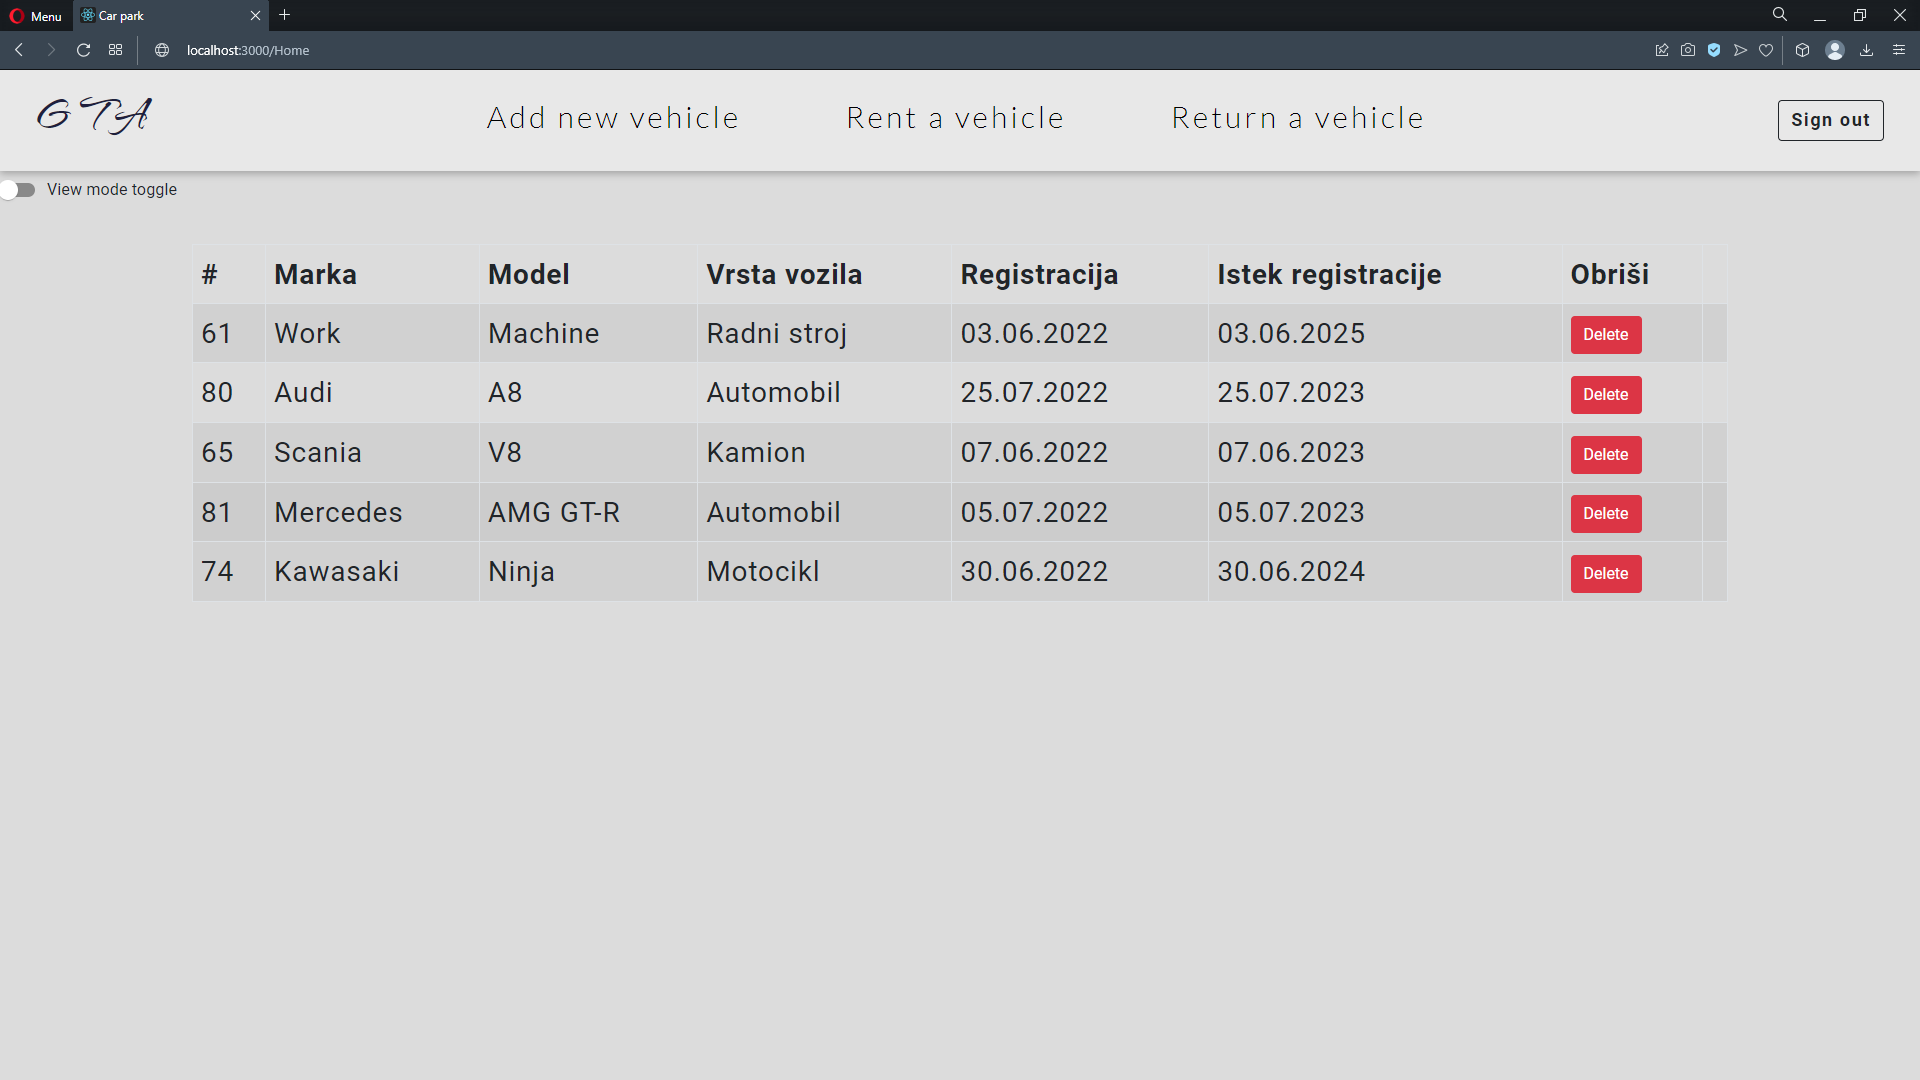 Menu Car park
localhost:3000/Home
GTA Add new vehicle Rent a vehicle Return a vehicle Sign out
View mode toggle
# Marka Model Vrsta vozila Registracija Istek registracije Obriši
61 Work Machine Radni stroj 03.06.2022 03.06.2025 Delete
80 Audi A8 Automobil 25.07.2022 25.07.2023 Delete
65 Scania V8 Kamion 07.06.2022 07.06.2023 Delete
81 Mercedes AMG GT-R Automobil 05.07.2022 05.07.2023 Delete
74 Kawasaki Ninja Motocikl 30.06.2022 30.06.2024 Delete